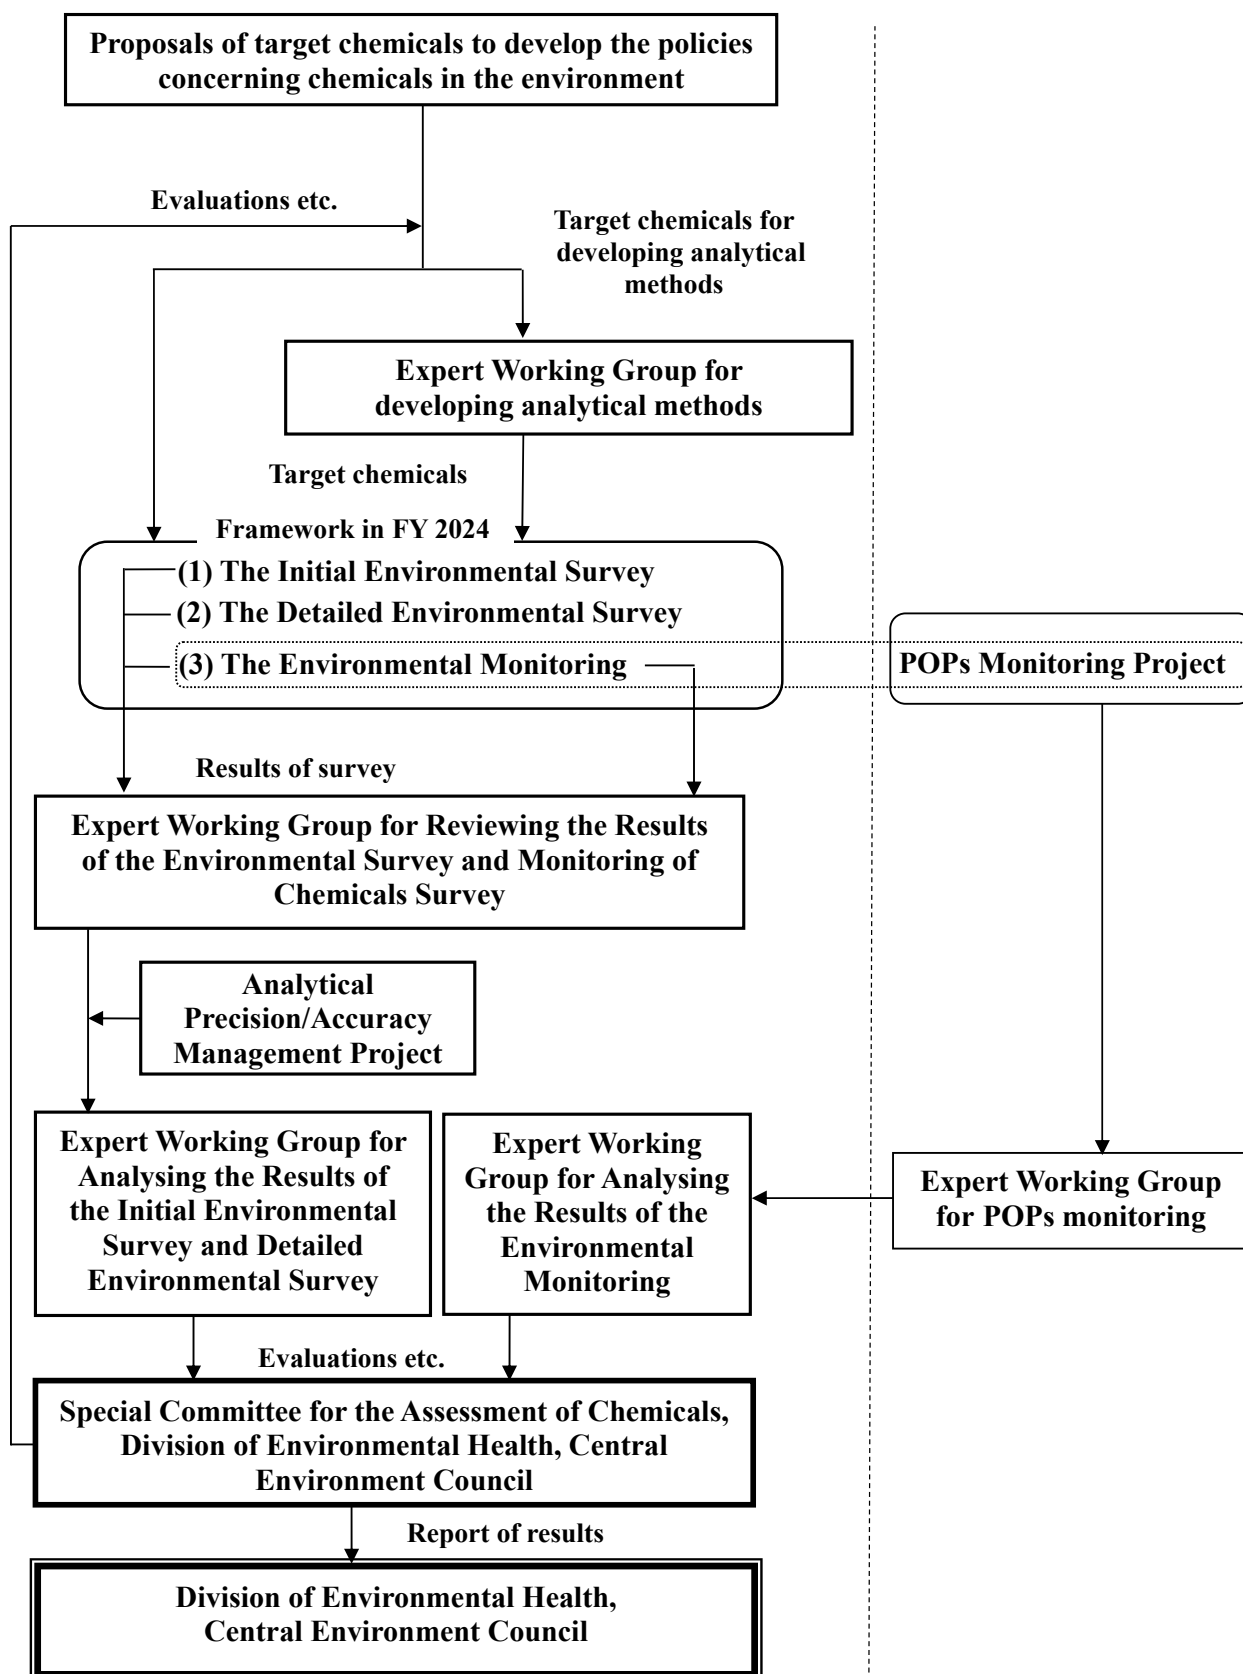 Proposals of target chemicals to develop the policies
concerning chemicals in the environment
Evaluations etc.
Target chemicals for
developing analytical
methods
Expert Working Group for
developing analytical methods
Target chemicals
Framework in FY 2024
(1) The Initial Environmental Survey
(2) The Detailed Environmental Survey
(3) The Environmental Monitoring
POPs Monitoring Project
Results of survey
Expert Working Group for Reviewing the Results
of the Environmental Survey and Monitoring of
Chemicals Survey
Analytical
Precision/Accuracy
Management Project
Expert Working Group for
Analysing the Results of
the Initial Environmental
Survey and Detailed
Environmental Survey
Expert Working
Group for Analysing
the Results of the
Environmental
Monitoring
Expert Working Group
for POPs monitoring
Evaluations etc.
Special Committee for the Assessment of Chemicals,
Division of Environmental Health, Central
Environment Council
Report of results
Division of Environmental Health,
Central Environment Council